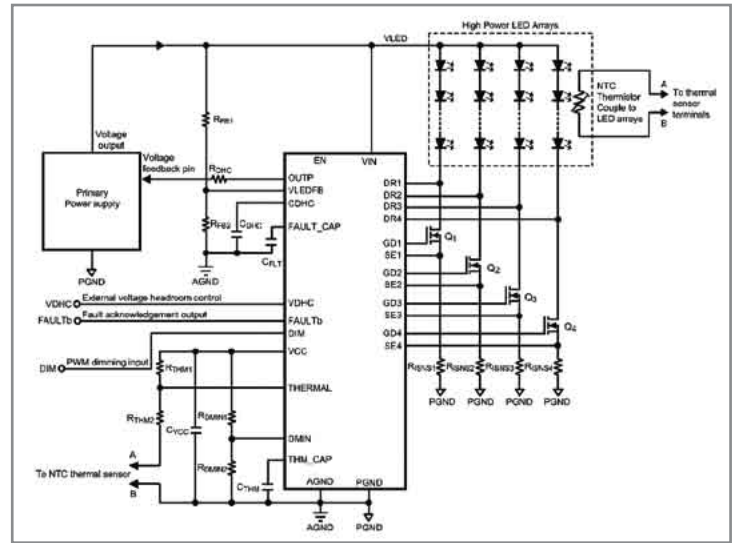 High Power LED Arrays
VLED
A
NTC
Thermistor
Couple to
LED arrays
To thermal
sensor
terminals
B
Voltage
output
Voltage
feedback pin
Primary
Power supply
PGND
RFB1
RDHC
RFB2
CDHC
CFLT
AGND
EN
VIN
OUTP
VLEDFB
CDHC
FAULT_CAP
DR1
DR2
DR3
DR4
GD1
Q1
SE1
GD2
Q2
SE2
GD3
Q3
SE3
GD4
Q4
SE4
VDHC
External voltage headroom control
VDHC
FAULTb
Fault acknowledgement output
FAULTb
DIM
PWM dimming input
DIM
VCC
RTHM1
THERMAL
RTHM2
CVCC
RDMIN1
DMIN
RDMIN2
THM_CAP
CTHM
A
To NTC thermal sensor
B
AGND
PGND
AGND
PGND
RISNS1
RISNS2
RISNS3
RISNS4
PGND
PGND
PGND
PGND